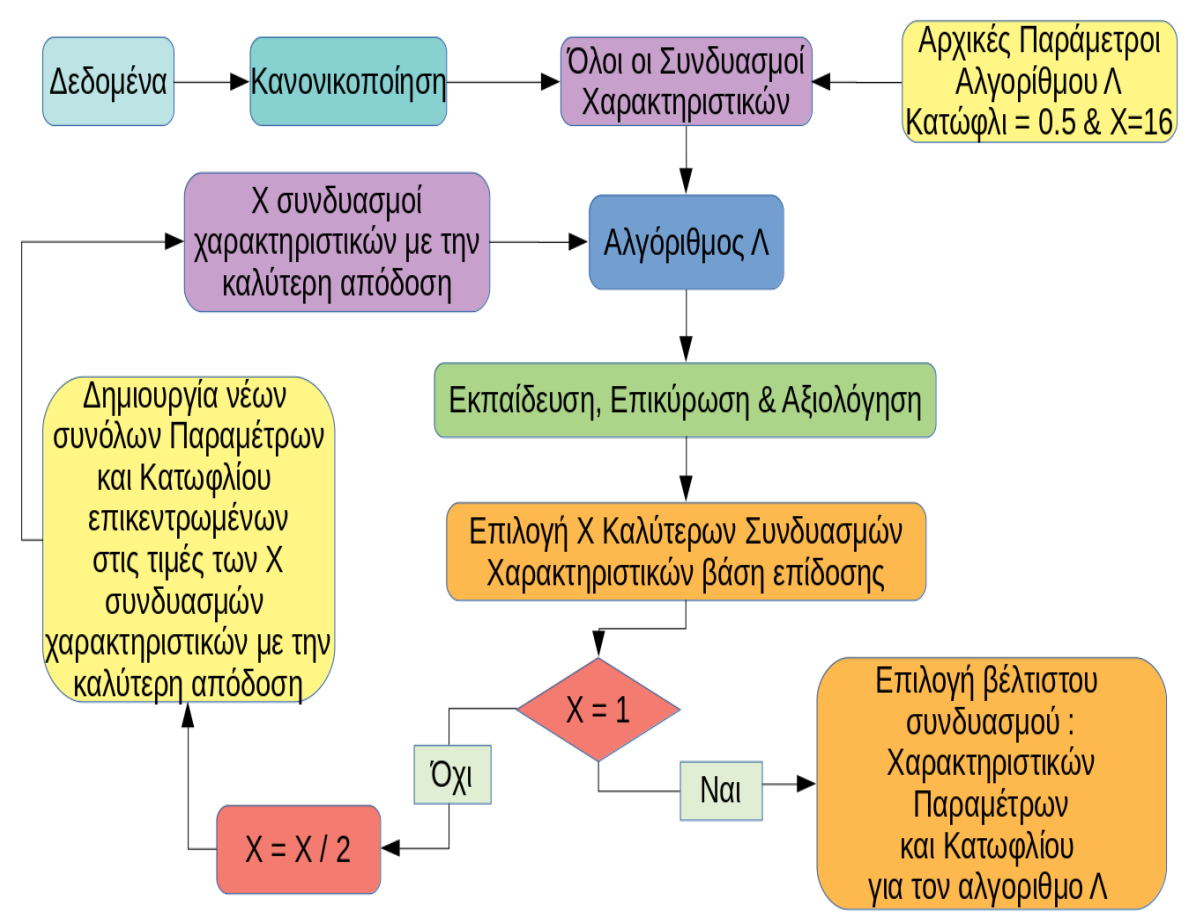 Δεδομένα
Κανονικοποίηση
Όλοι οι Συνδυασμοί
Χαρακτηριστικών
Αρχικές Παράμετροι
Αλγορίθμου Λ
Κατώφλι = 0.5 & X=16
Χ συνδυασμοί
χαρακτηριστικών με την
καλύτερη απόδοση
Αλγόριθμος Λ
Εκπαίδευση, Επικύρωση & Αξιολόγηση
Δημιουργία νέων
συνόλων Παραμέτρων
και Κατωφλίου
επικεντρωμένων
στις τιμές των Χ
συνδυασμών
χαρακτηριστικών με την
καλύτερη απόδοση
Επιλογή Χ Καλύτερων Συνδυασμών
Χαρακτηριστικών βάση επίδοσης
X = 1
Όχι
Ναι
X = X / 2
Επιλογή βέλτιστου
συνδυασμού :
Χαρακτηριστικών
Παραμέτρων
και Κατωφλίου
για τον αλγοριθμο Λ